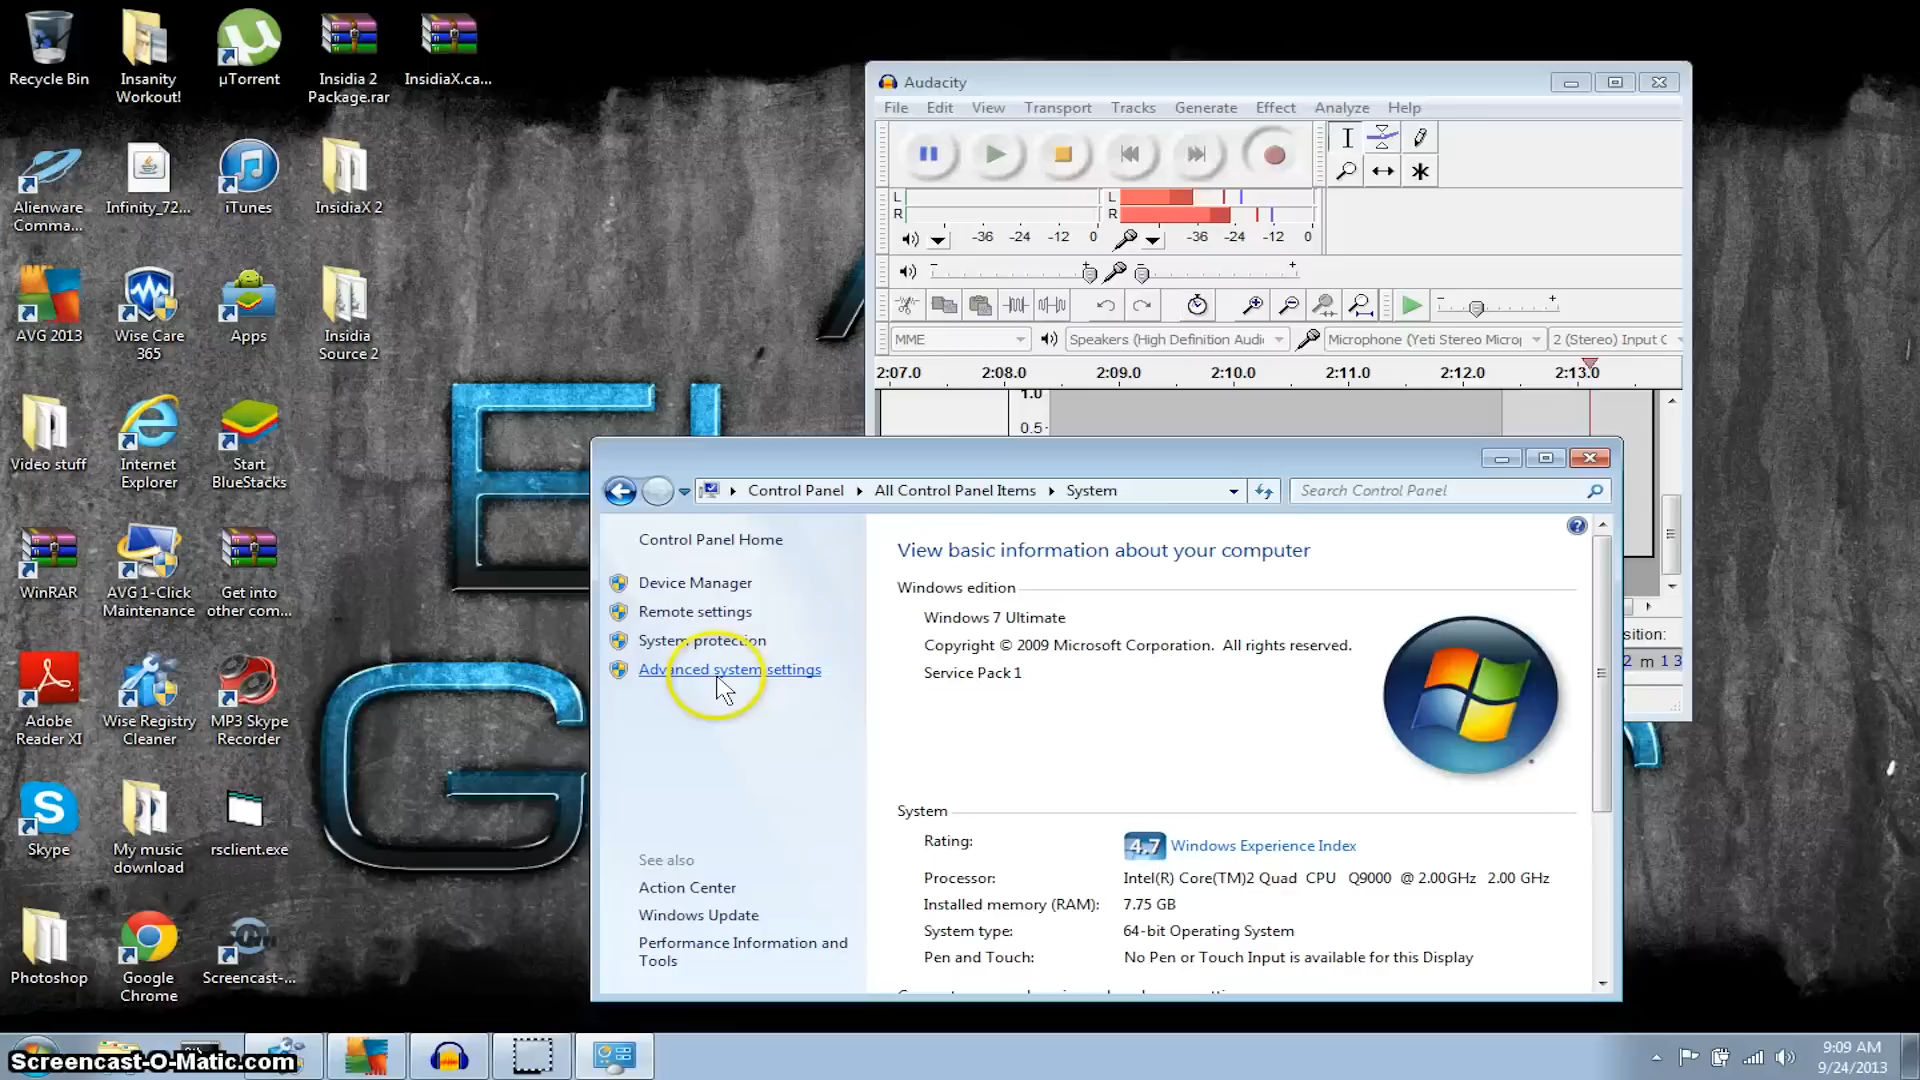 Recycle Bin
Insanity
Workout!
µTorrent
Insidia 2
Package.rar
InsidiaX.ca...
Alienware
Comma...
Infinity_72...
iTunes
InsidiaX 2
AVG 2013
Wise Care
365
Apps
Insidia
Source 2
Video stuff
Internet
Explorer
Start
BlueStacks
WinRAR
AVG 1-Click
Maintenance
Get into
other com...
Adobe
Reader XI
Wise Registry
Cleaner
MP3 Skype
Recorder
Skype
My music
download
rsclient.exe
Photoshop
Google
Chrome
Screencast-...
Audacity
File Edit View Transport Tracks Generate Effect Analyze Help
L L
R R
-36 -24 -12 0 -36 -24 -12 0
MME Speakers (High Definition Audi Microphone (Yeti Stereo Microp 2 (Stereo) Input C
2:07.0 2:08.0 2:09.0 2:10.0 2:11.0 2:12.0 2:13.0
1.0
0.5
sition:
2 m 1 3
Control Panel All Control Panel Items System Search Control Panel
Control Panel Home
Device Manager
Remote settings
System protection
Advanced system settings
See also
Action Center
Windows Update
Performance Information and
Tools
View basic information about your computer
Windows edition
Windows 7 Ultimate
Copyright © 2009 Microsoft Corporation. All rights reserved.
Service Pack 1
System
Rating: 4.7 Windows Experience Index
Processor: Intel(R) Core(TM)2 Quad CPU Q9000 @ 2.00GHz 2.00 GHz
Installed memory (RAM): 7.75 GB
System type: 64-bit Operating System
Pen and Touch: No Pen or Touch Input is available for this Display
Screencast-O-Matic.com
9:09 AM
9/24/2013